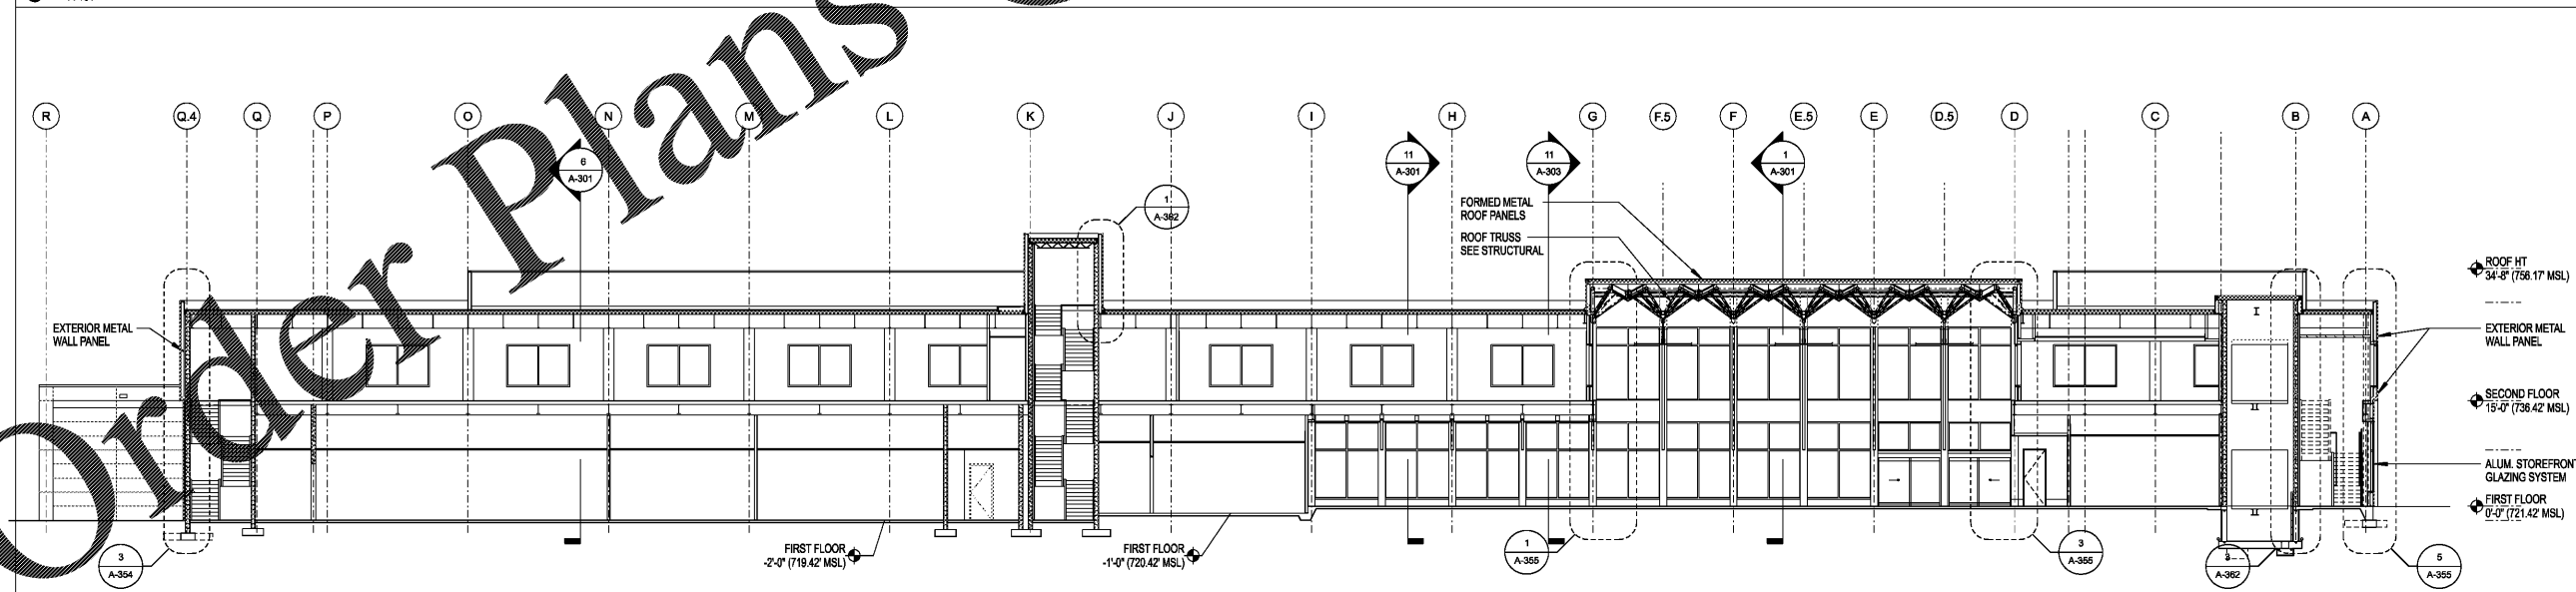 R Q.4 Q P O N M L K J I H G F.5 F E.5 E D.5 D C B A
6
A-301
11
A-301
11
A-303
1
A-301
1
A-382
FORMED METAL
ROOF PANELS
ROOF TRUSS
SEE STRUCTURAL
ROOF HT
34'-8" (756.17' MSL)
EXTERIOR METAL
WALL PANEL
EXTERIOR METAL
WALL PANEL
SECOND FLOOR
15'-0" (736.42' MSL)
ALUM. STOREFRONT
GLAZING SYSTEM
FIRST FLOOR
0'-0" (721.42' MSL)
FIRST FLOOR
-2'-0" (719.42' MSL)
FIRST FLOOR
-1'-0" (720.42' MSL)
3
A-354
1
A-355
3
A-355
3
A-362
5
A-355
Order Plans